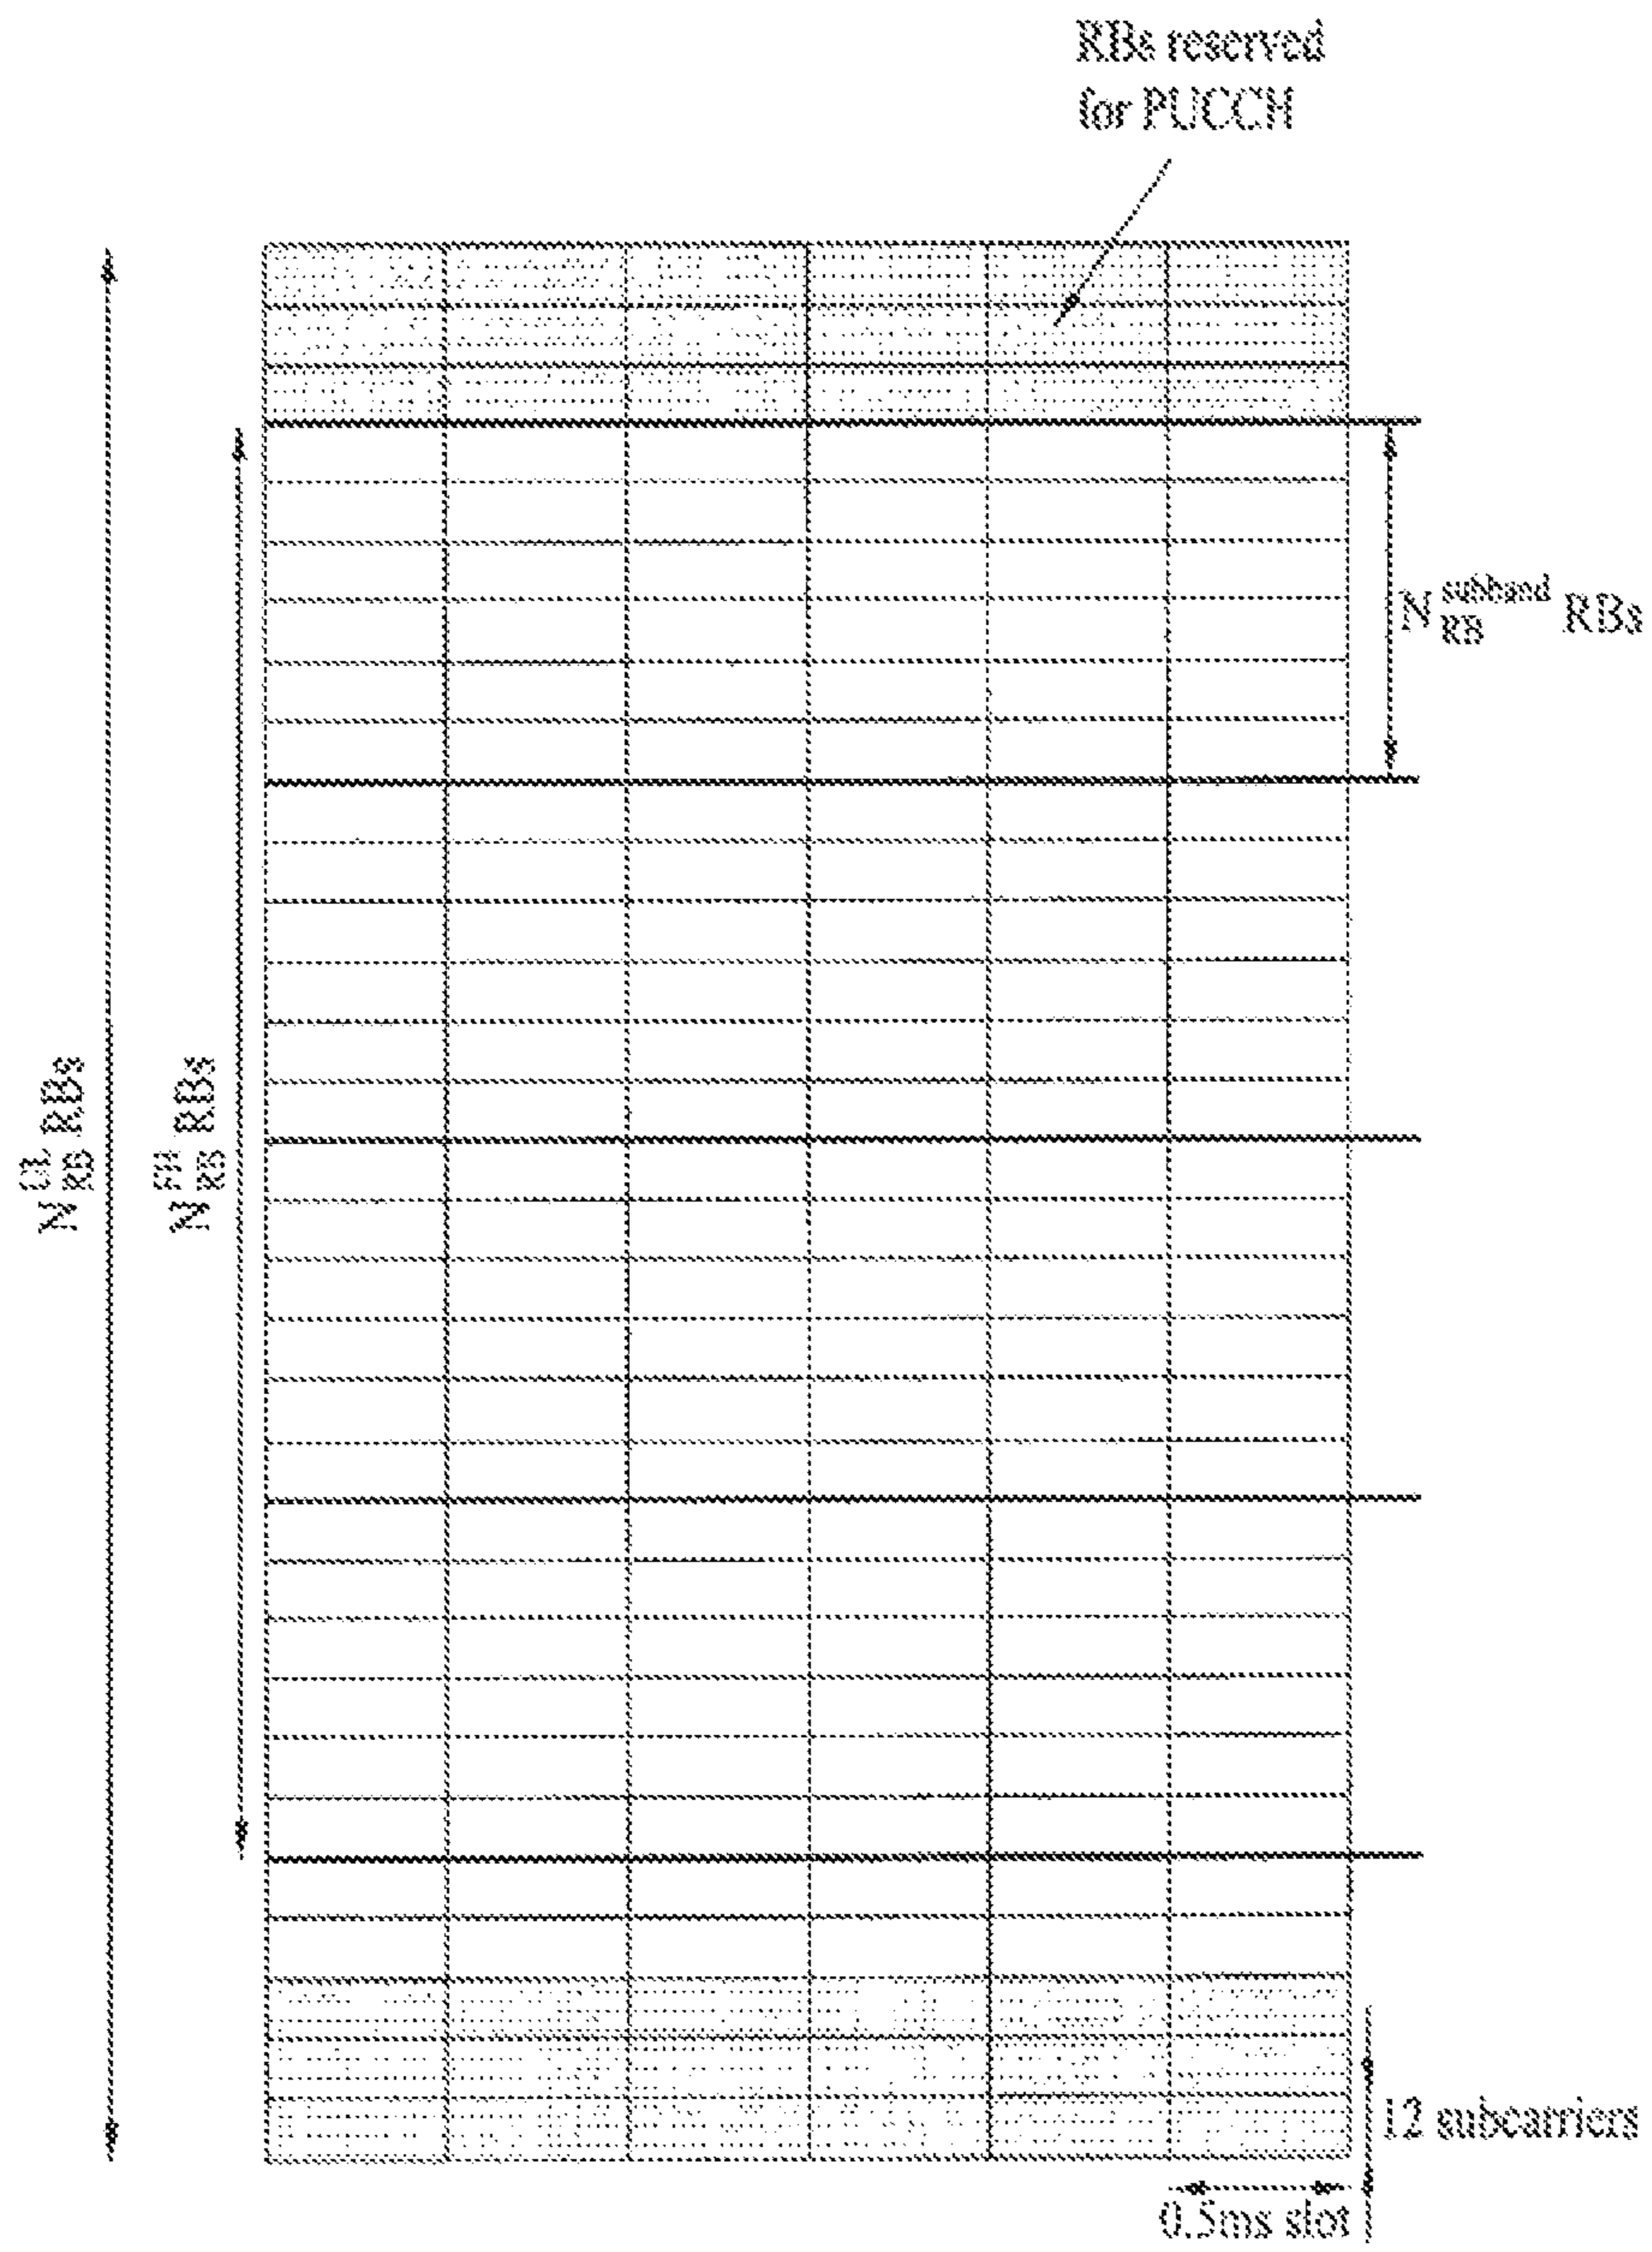 RBs reserved
for PUCCH
N subband RB RBs
N UL RB RBs
N FH RB RBs
12 subcarriers
0.5ms slot